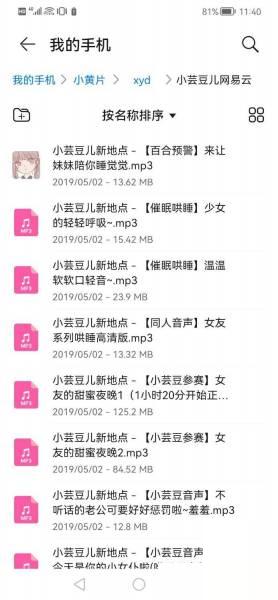 81% 11:40
我的手机
我的手机 > 小黄片 > xyd > 小芸豆儿网易云
按名称排序
小芸豆儿新地点 - 【百合预警】来让
妹妹陪你睡觉觉.mp3
2019/05/02 - 13.62 MB
小芸豆儿新地点 - 【催眠哄睡】少女
的轻轻呼吸~.mp3
2019/05/02 - 15.42 MB
小芸豆儿新地点 - 【催眠哄睡】温温
软软口轻音~.mp3
2019/05/02 - 23.9 MB
小芸豆儿新地点 - 【同人音声】女友
系列哄睡高清版.mp3
2019/05/02 - 13.32 MB
小芸豆儿新地点 - 【小芸豆参赛】女
友的甜蜜夜晚1（1小时20分开始正...
2019/05/02 - 125.2 MB
小芸豆儿新地点 - 【小芸豆参赛】女
友的甜蜜夜晚2.mp3
2019/05/02 - 84.52 MB
小芸豆儿新地点 - 【小芸豆音声】不
听话的老公可要好好惩罚啦~羞羞.mp3
2019/05/02 - 12.8 MB
小芸豆儿新地点 - 【小芸豆音声
今天是你的小女仆啦